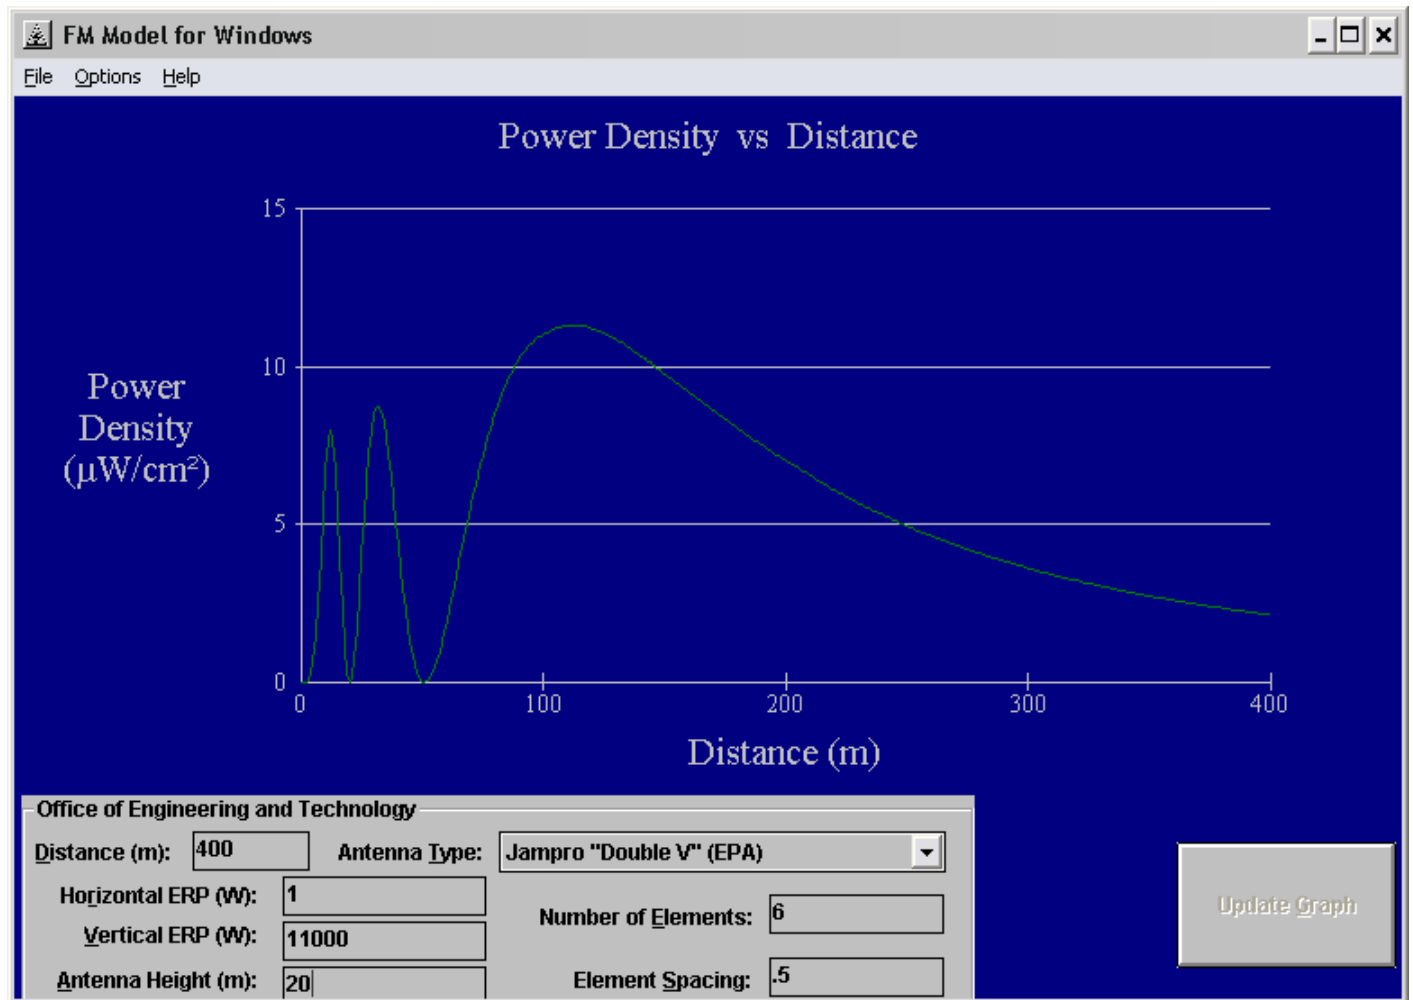 FM Model for Windows
File Options Help
Power Density vs Distance
15
10
5
0
Power
Density
(µW/cm²)
0 100 200 300 400
Distance (m)
Office of Engineering and Technology
Distance (m): 400 Antenna Type: Jampro "Double V" (EPA)
Horizontal ERP (W): 1
Number of Elements: 6
Vertical ERP (W): 11000
Antenna Height (m): 20
Element Spacing: .5
Update Graph